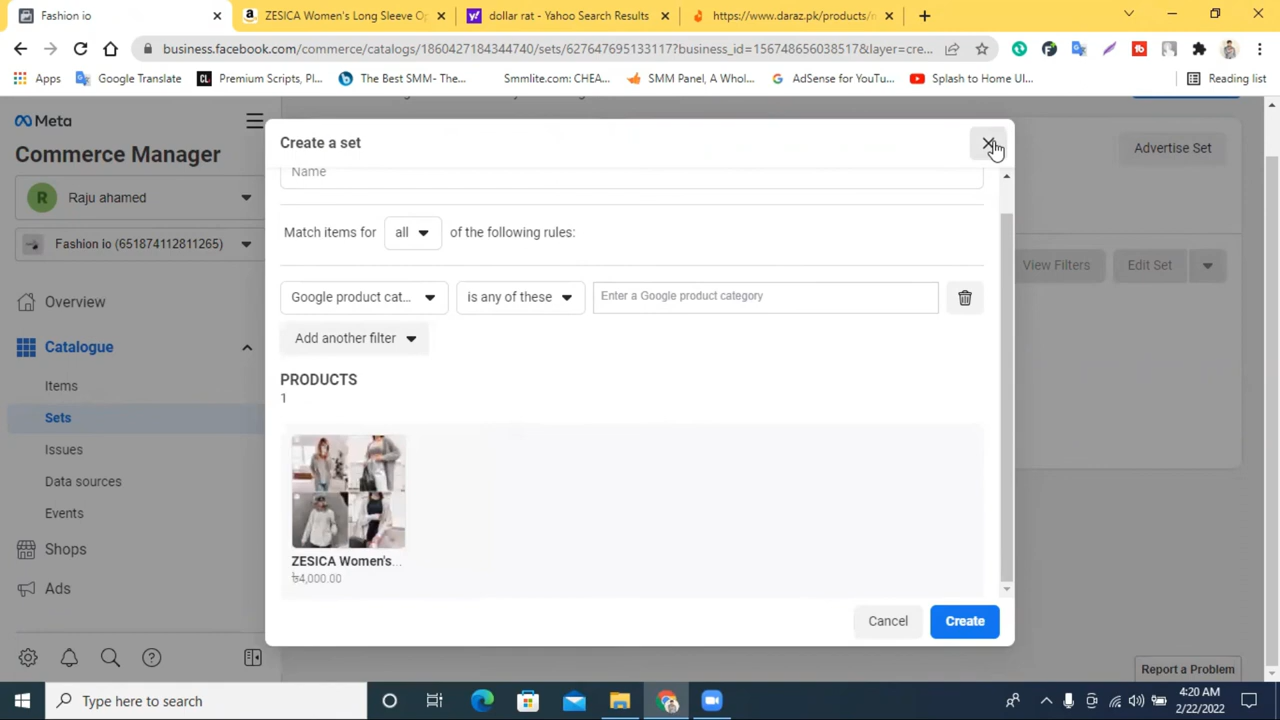 Fashion io
ZESICA Women's Long Sleeve Op
dollar rat - Yahoo Search Results
https://www.daraz.pk/products/n
business.facebook.com/commerce/catalogs/1860427184344740/sets/627647695133117?business_id=156748656038517&layer=cre...
Apps
Google Translate
Premium Scripts, Pl...
The Best SMM- The...
Smmlite.com: CHEA...
SMM Panel, A Whol...
AdSense for YouTu...
Splash to Home UI...
Reading list
Meta
Commerce Manager
R
Raju ahamed
Fashion io (651874112811265)
Overview
Catalogue
Items
Sets
Issues
Data sources
Events
Shops
Ads
Create a set
Name
Match items for all of the following rules:
Google product cat...
is any of these
Enter a Google product category
Add another filter
PRODUCTS
1
ZESICA Women's...
৳4,000.00
Cancel
Create
Advertise Set
View Filters
Edit Set
Report a Problem
Type here to search
4:20 AM
2/22/2022